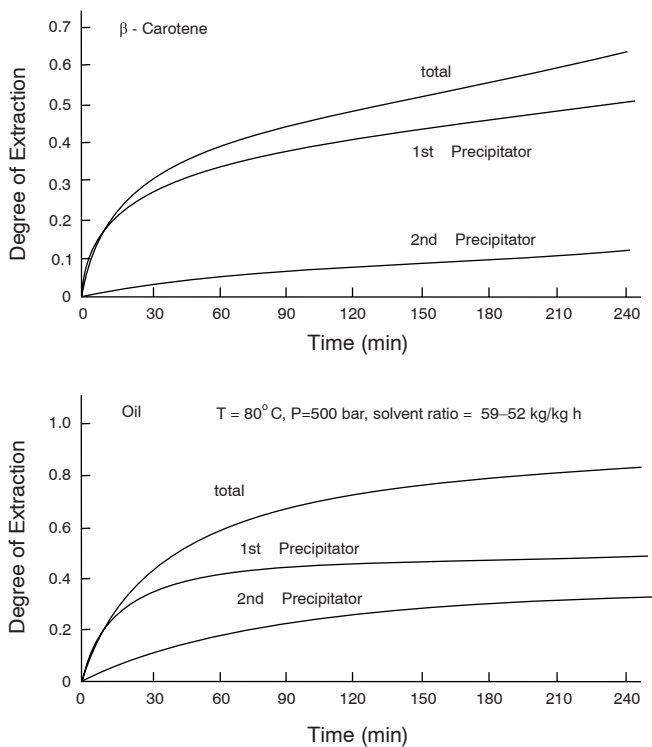 0.7
β - Carotene
total
0.6
0.5
0.4
1st Precipitator
0.3
2nd Precipitator
0.2
0.1
0
0 30 60 90 120 150 180 210 240
Degree of Extraction
Time (min)
1.0
Oil T = 80°C, P=500 bar, solvent ratio = 59–52 kg/kg h
0.8
total
0.6
1st Precipitator
0.4
2nd Precipitator
0.2
0
0 30 60 90 120 150 180 210 240
Degree of Extraction
Time (min)